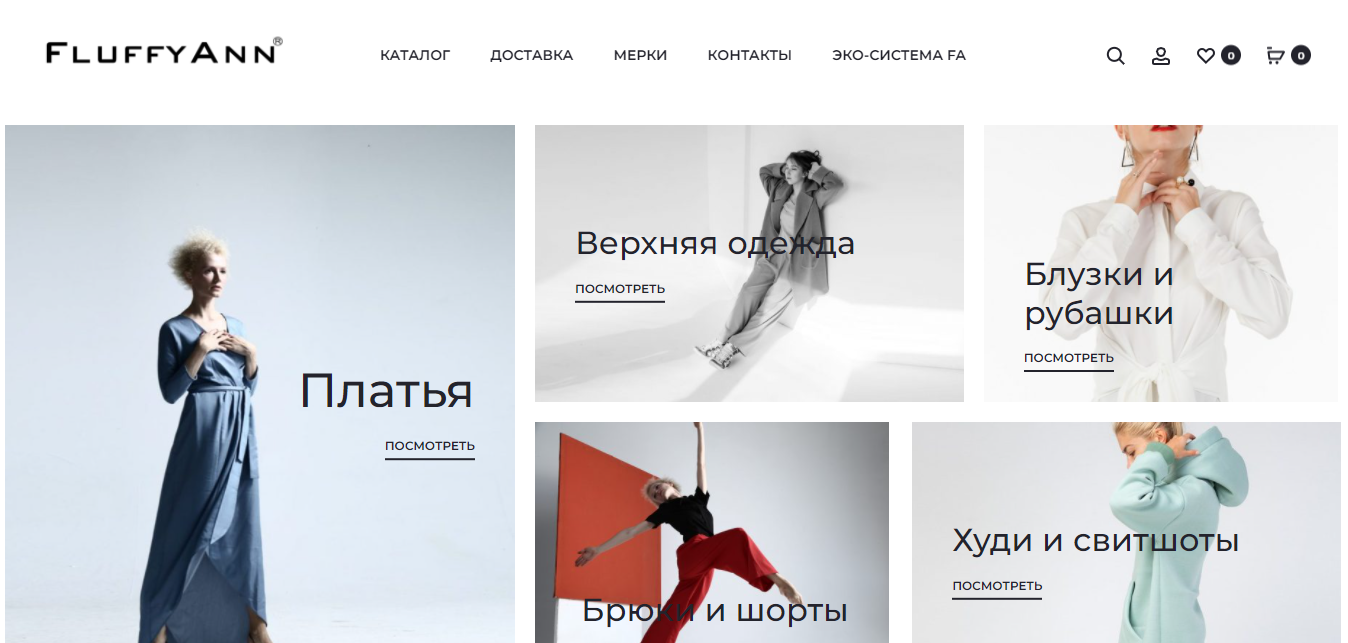 FLUFFYANN®
КАТАЛОГ ДОСТАВКА МЕРКИ КОНТАКТЫ ЭКО-СИСТЕМА FA
0 0
Платья
ПОСМОТРЕТЬ
Верхняя одежда
ПОСМОТРЕТЬ
Блузки и
рубашки
ПОСМОТРЕТЬ
Брюки и шорты
Худи и свитшоты
ПОСМОТРЕТЬ